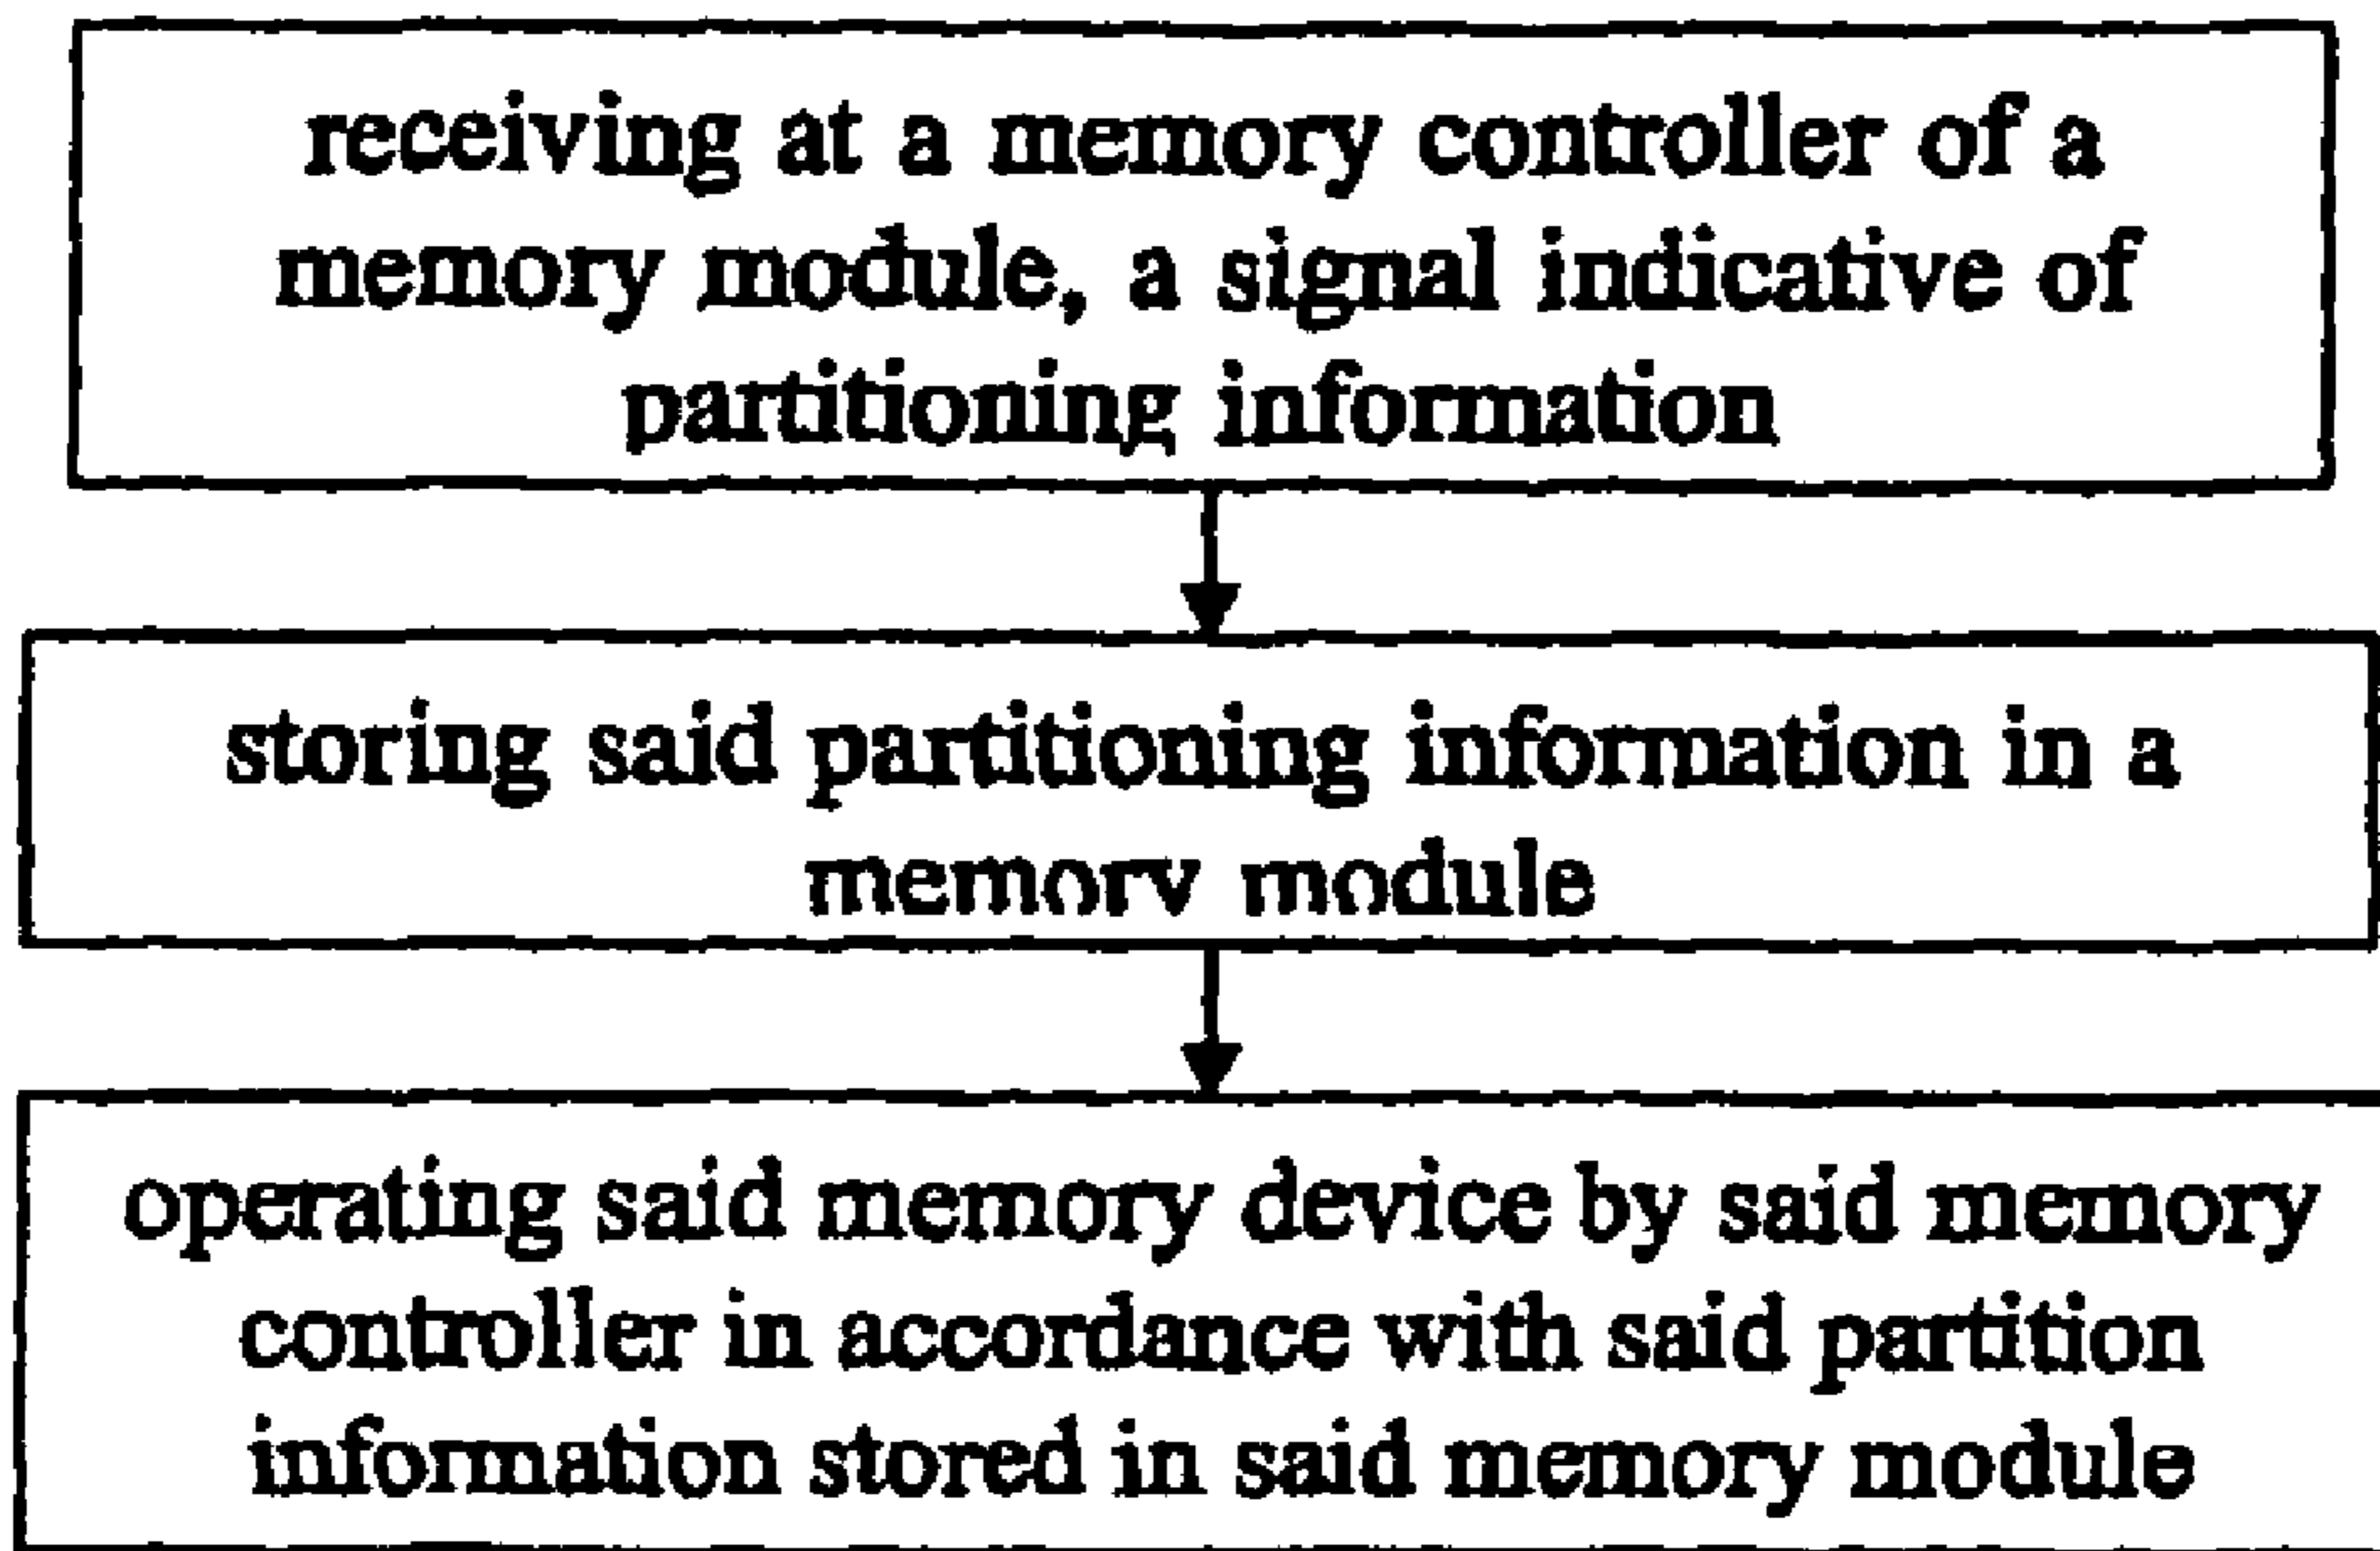 receiving at a memory controller of a
memory module, a signal indicative of
partitioning information
storing said partitioning information in a
memory module
operating said memory device by said memory
controller in accordance with said partition
information stored in said memory module